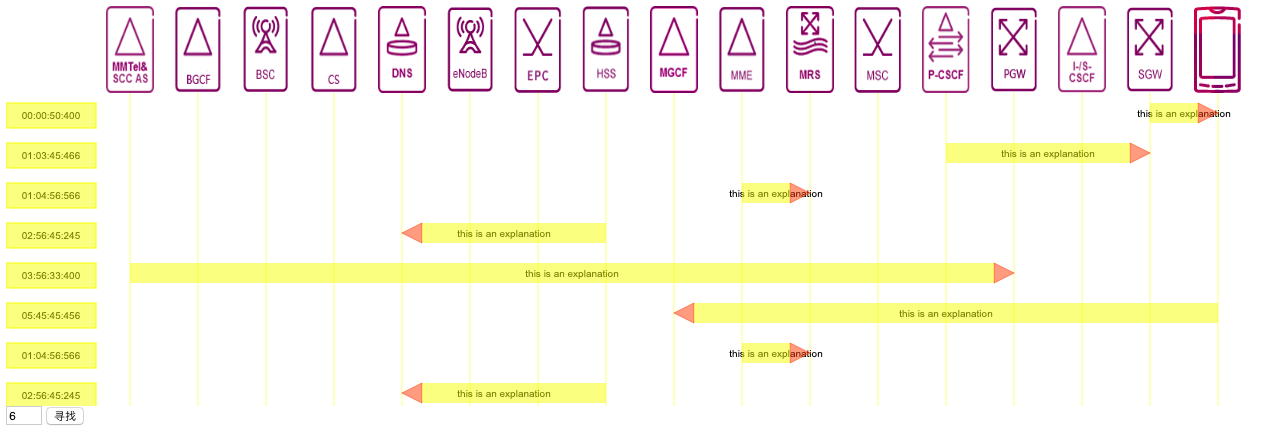 MMTel&
SCC AS
BGCF
BSC
CS
DNS
eNodeB
EPC
HSS
MGCF
MME
MRS
MSC
P-CSCF
PGW
I-/S-
CSCF
SGW
00:00:50:400
this is an explanation
01:03:45:466
this is an explanation
01:04:56:566
this is an explanation
02:56:45:245
this is an explanation
03:56:33:400
this is an explanation
05:45:45:456
this is an explanation
01:04:56:566
this is an explanation
02:56:45:245
this is an explanation
6
寻找